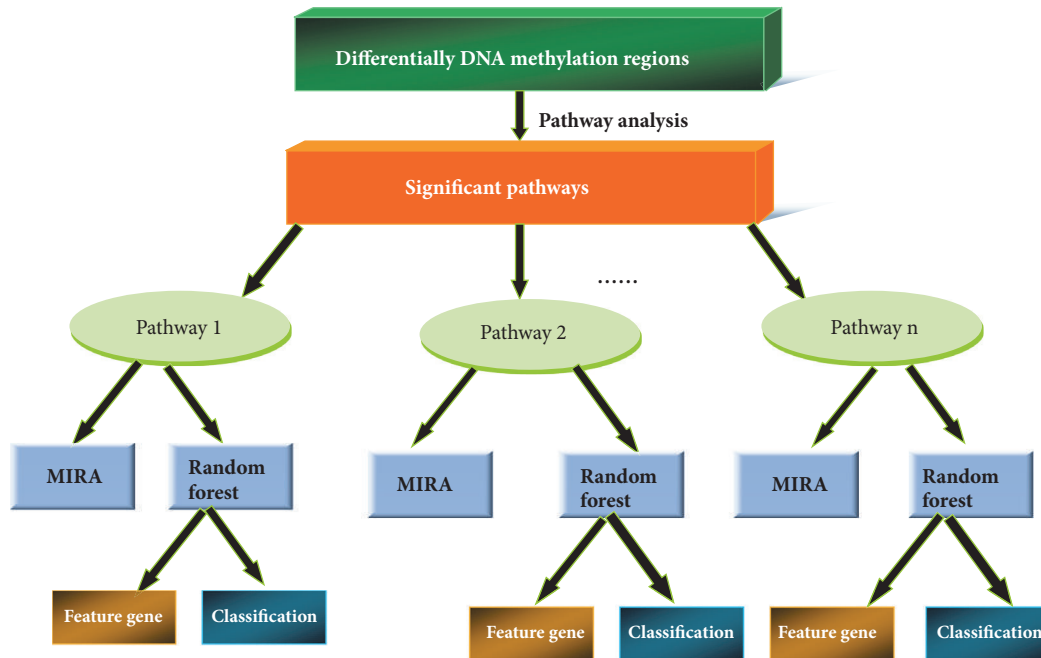 Differentially DNA methylation regions
Pathway analysis
Significant pathways
......
Pathway 1
Pathway 2
Pathway n
MIRA
Random
forest
MIRA
Random
forest
MIRA
Random
forest
Feature gene
Classification
Feature gene
Classification
Feature gene
Classification